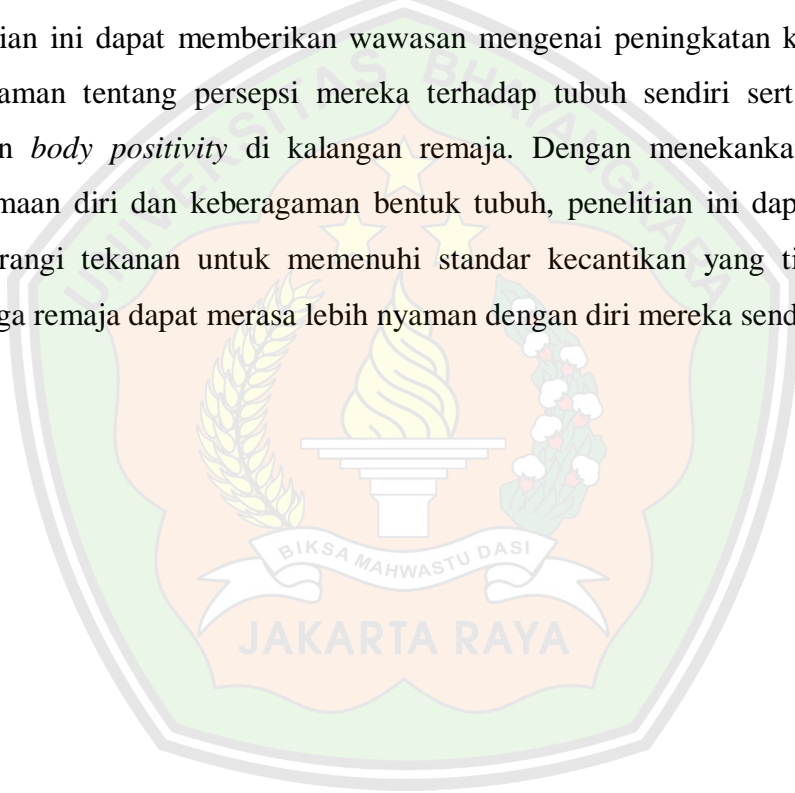 ian ini dapat memberikan wawasan mengenai peningkatan k
aman tentang persepsi mereka terhadap tubuh sendiri sert
n body positivity di kalangan remaja. Dengan menekanka
maan diri dan keberagaman bentuk tubuh, penelitian ini dap
rangi tekanan untuk memenuhi standar kecantikan yang ti
ga remaja dapat merasa lebih nyaman dengan diri mereka send
UNIVERSITAS BHAYANGKARA
BIKSA MAHWASTU DASI
JAKARTA RAYA